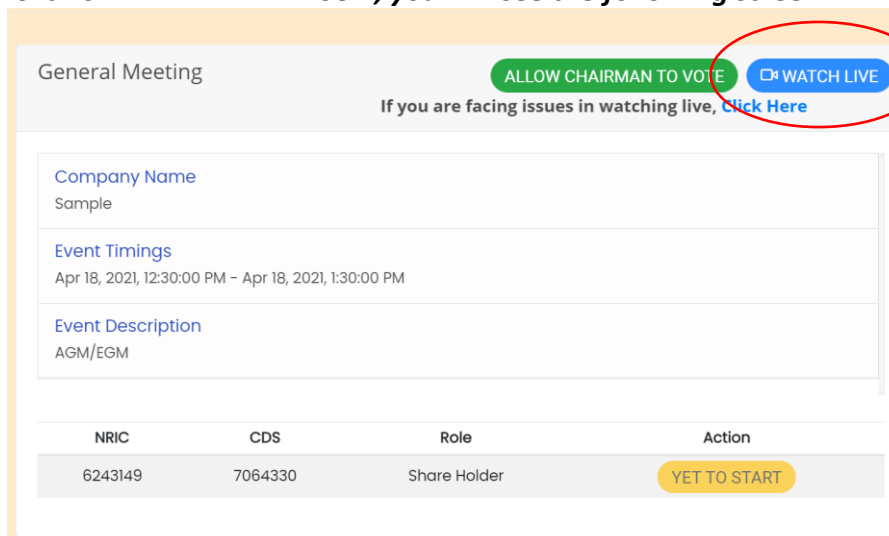 General Meeting
ALLOW CHAIRMAN TO VOTE
WATCH LIVE
If you are facing issues in watching live, Click Here
Company Name
Sample
Event Timings
Apr 18, 2021, 12:30:00 PM - Apr 18, 2021, 1:30:00 PM
Event Description
AGM/EGM
NRIC CDS Role Action
6243149 7064330 Share Holder YET TO START